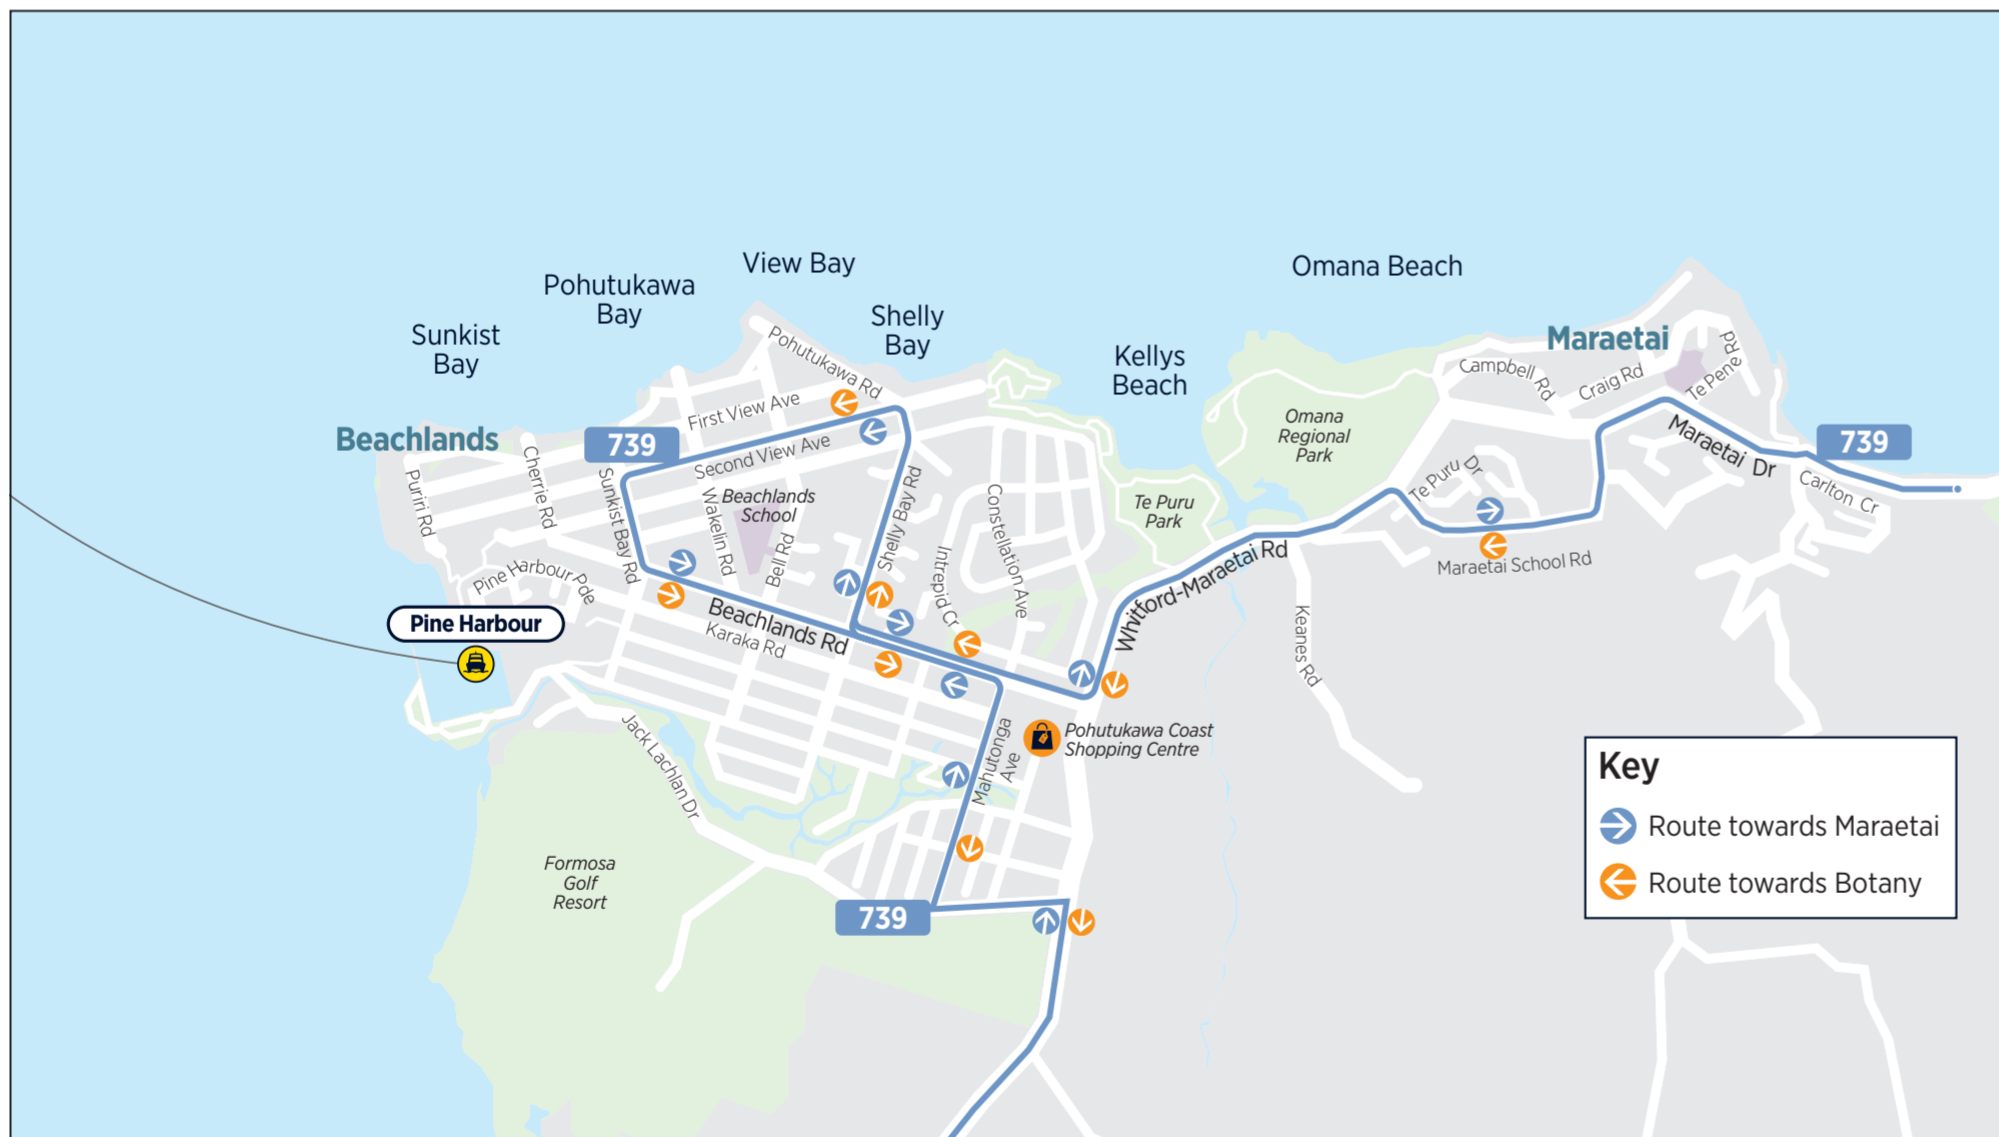 View Bay
Pohutukawa
Bay
Omana Beach
Sunkist
Bay
Shelly
Bay
Kellys
Beach
Maraetai
Beachlands
Pohutukawa Rd
First View Ave
Second View Ave
739
Campbell Rd
Craig Rd
Te Pene Rd
Omana
Regional
Park
Maraetai Dr
739
Carlton Cr
Puriri Rd
Cherrie Rd
Sunkist Bay Rd
Wakelin Rd
Beachlands
School
Bell Rd
Shelly Bay Rd
Intrepid Cr
Constellation Ave
Te Puru
Park
Te Puru Dr
Maraetai School Rd
Whitford-Maraetai Rd
Keanes Rd
Pine Harbour Pde
Pine Harbour
Beachlands Rd
Karaka Rd
Jack Lachlan Dr
Mahutonga
Ave
Pohutukawa Coast
Shopping Centre
Formosa
Golf
Resort
739
Key
Route towards Maraetai
Route towards Botany